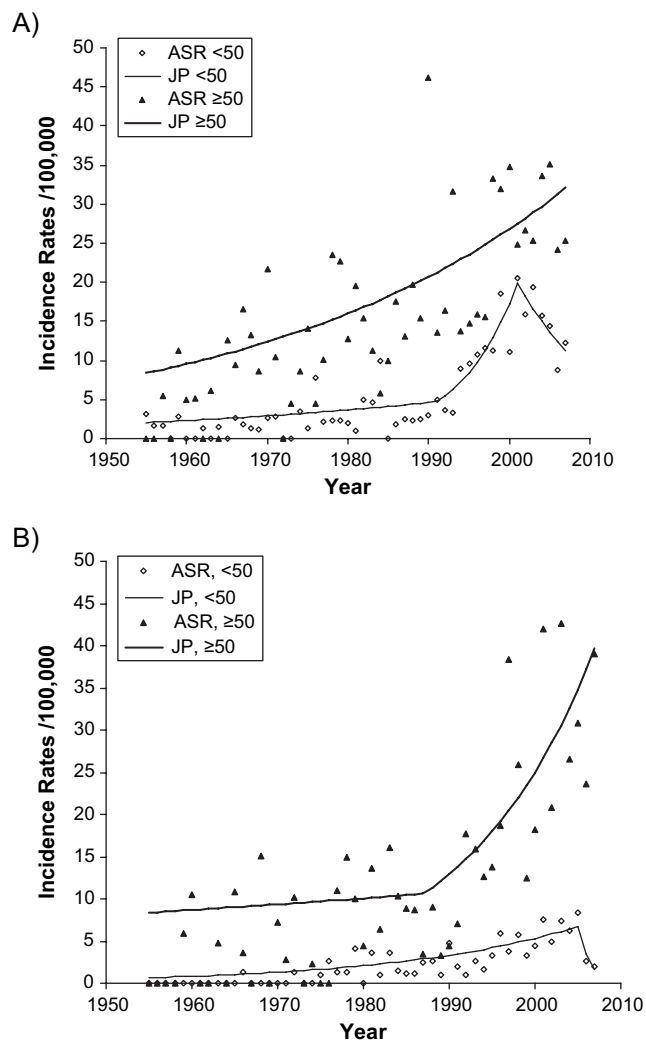 A)
50
45
40
35
30
25
20
15
10
5
0
Incidence Rates /100,000
ASR <50
JP <50
ASR ≥50
JP ≥50
1950 1960 1970 1980 1990 2000 2010
Year
B)
50
45
40
35
30
25
20
15
10
5
0
Incidence Rates /100,000
ASR, <50
JP, <50
ASR, ≥50
JP, ≥50
1950 1960 1970 1980 1990 2000 2010
Year